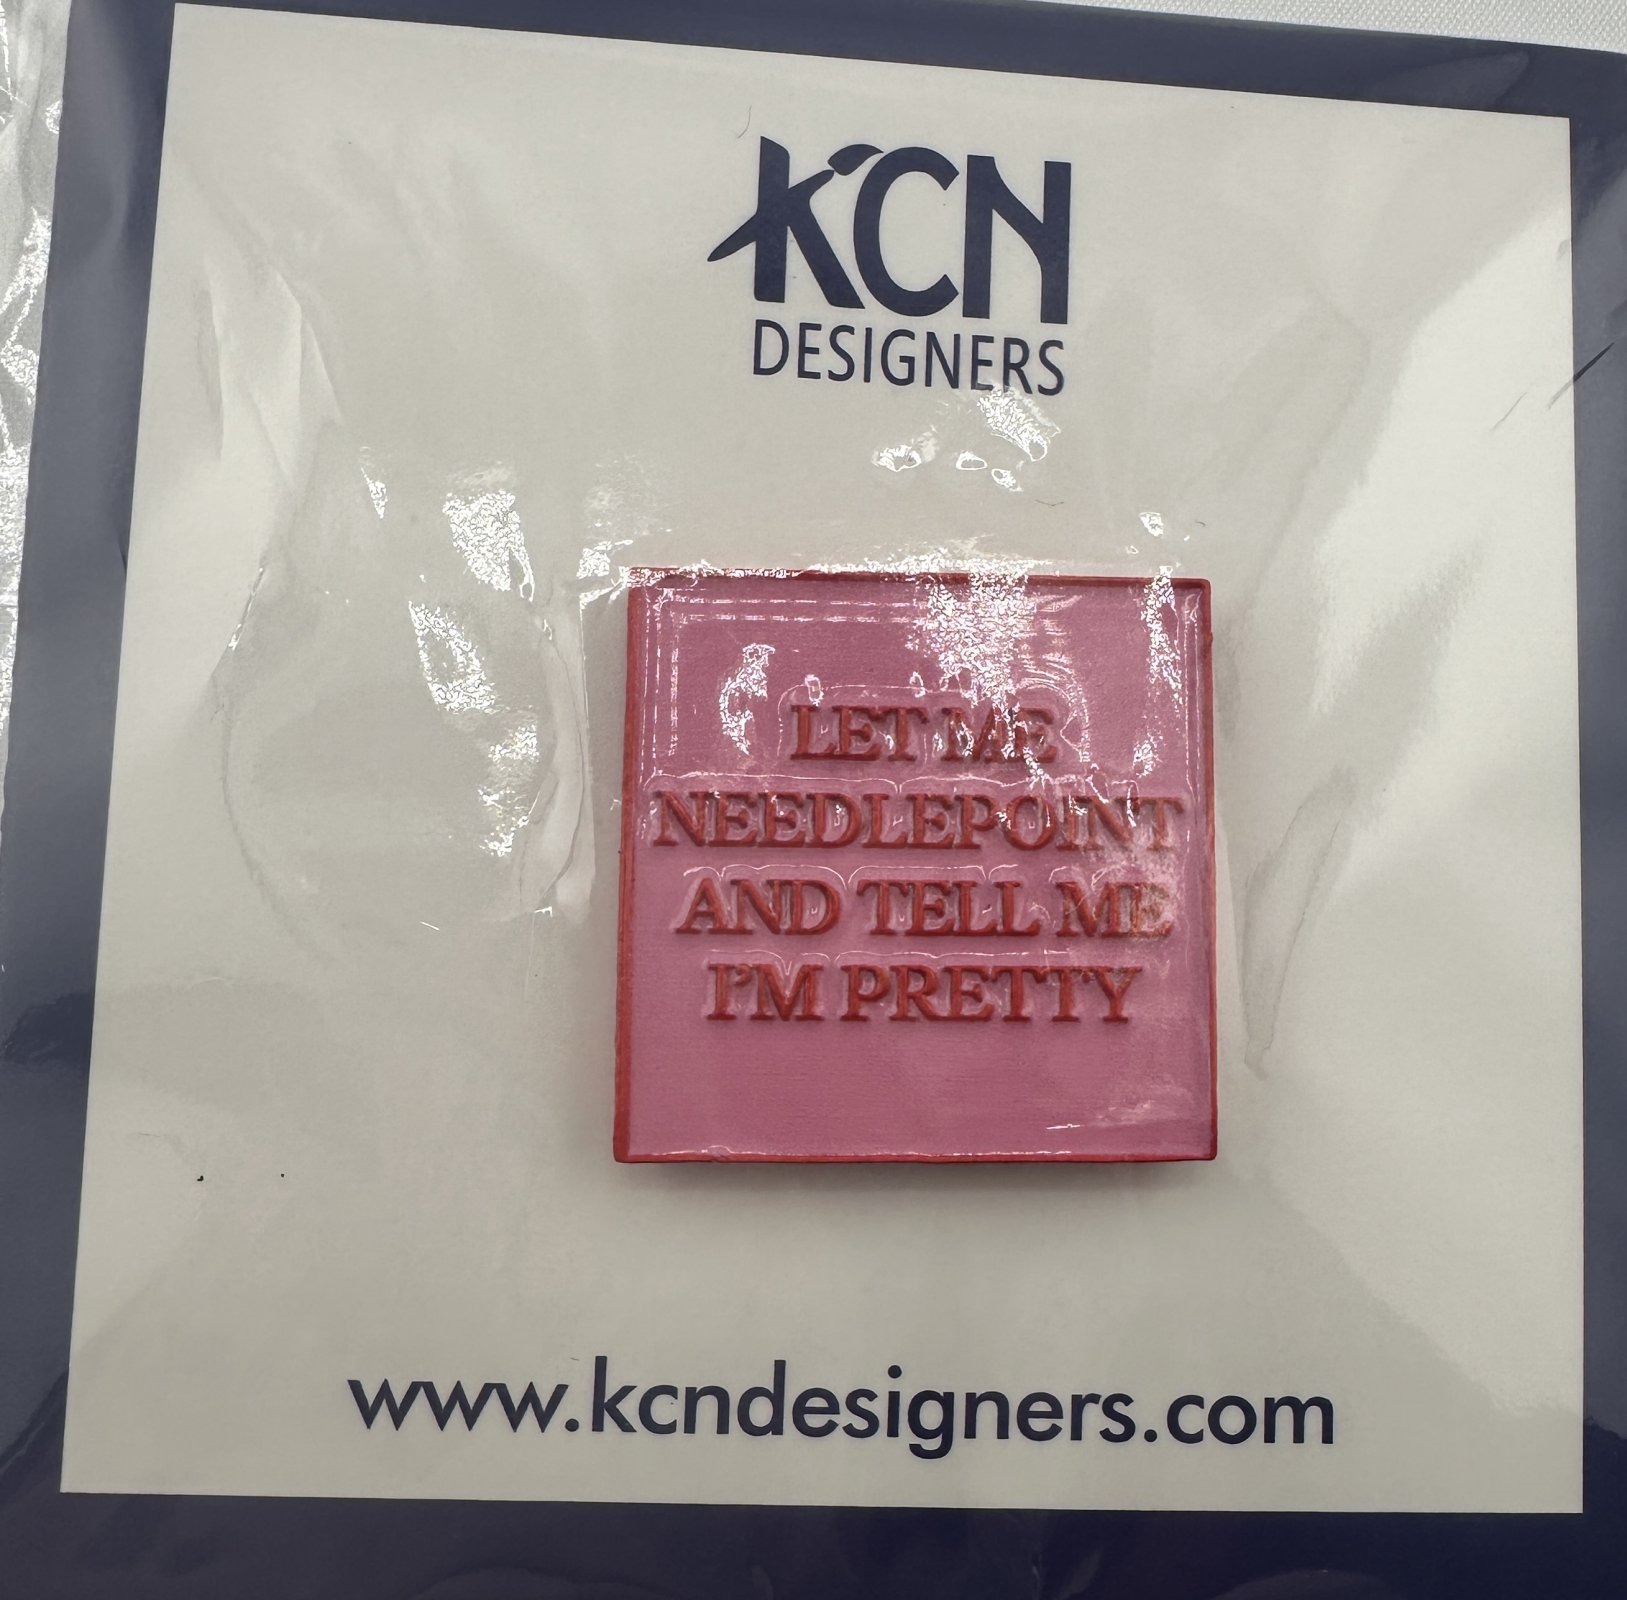 KCN
DESIGNERS
LET ME
NEEDLEPOINT
AND TELL ME
I'M PRETTY
www.kcndesigners.com